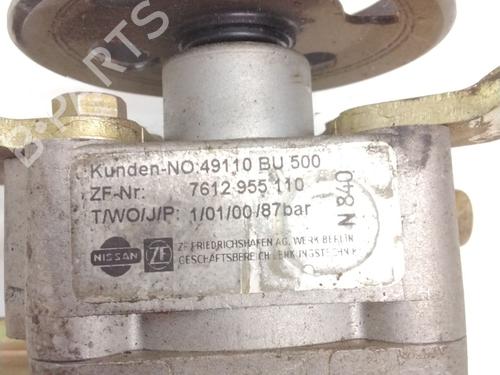 B-PARTS
Kunden-NO:49110 BU 500
ZF-Nr: 7612 955 110
T/WO/J/P: 1/01/00/87bar
N 840
NISSAN ZF ZF FRIEDRICHSHAFEN AG, WERK BERLIN
GESCHÄFTSBEREICH LENKUNGSTECHNIK